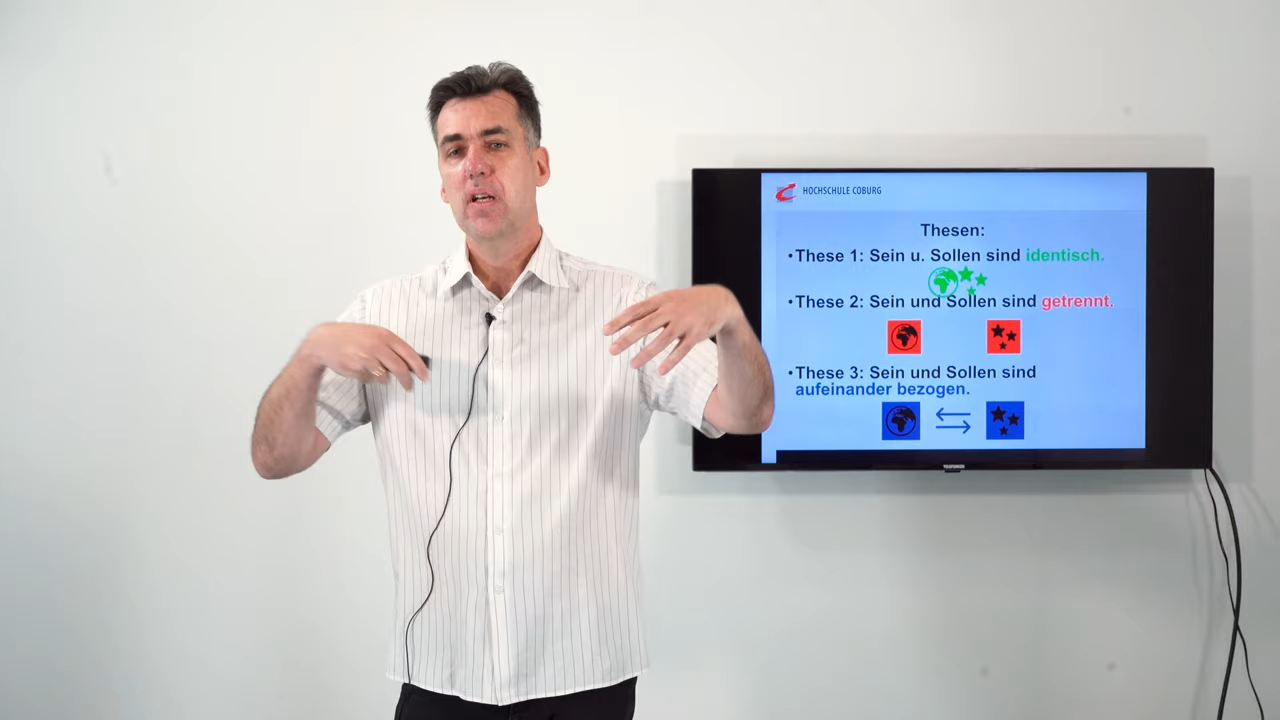 HOCHSCHULE COBURG
Thesen:
• These 1: Sein u. Sollen sind identisch.
• These 2: Sein und Sollen sind getrennt.
• These 3: Sein und Sollen sind
aufeinander bezogen.
TELEFUNKEN